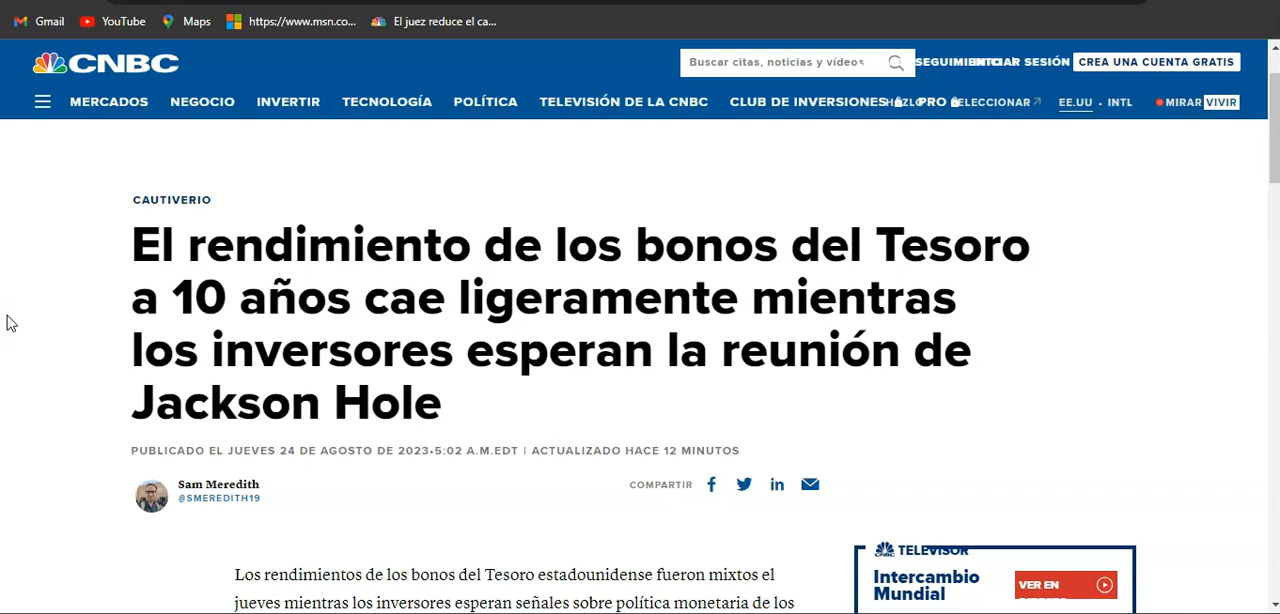 Gmail YouTube Maps https://www.msn.co... El juez reduce el ca...
CNBC Buscar citas, noticias y vídeos CREA UNA CUENTA GRATIS
MERCADOS NEGOCIO INVERTIR TECNOLOGÍA POLÍTICA TELEVISIÓN DE LA CNBC CLUB DE INVERSIONES PRO EE.UU • INTL MIRAR VIVIR
CAUTIVERIO
El rendimiento de los bonos del Tesoro
a 10 años cae ligeramente mientras
los inversores esperan la reunión de
Jackson Hole
PUBLICADO EL JUEVES 24 DE AGOSTO DE 2023•5:02 A.M.EDT | ACTUALIZADO HACE 12 MINUTOS
Sam Meredith
@SMEREDITH19
COMPARTIR
Los rendimientos de los bonos del Tesoro estadounidense fueron mixtos el
jueves mientras los inversores esperan señales sobre política monetaria de los
CNBC TELEVISOR
Intercambio
Mundial
VER EN